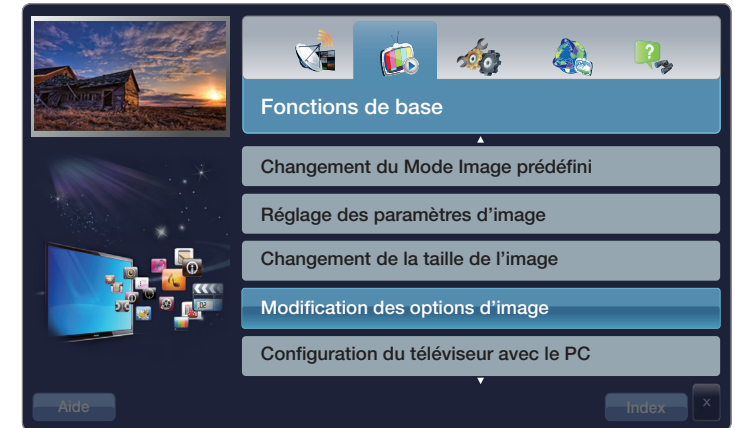 Fonctions de base
Changement du Mode Image prédéfini
Réglage des paramètres d'image
Changement de la taille de l'image
Modification des options d'image
Configuration du téléviseur avec le PC
Aide
Index
x